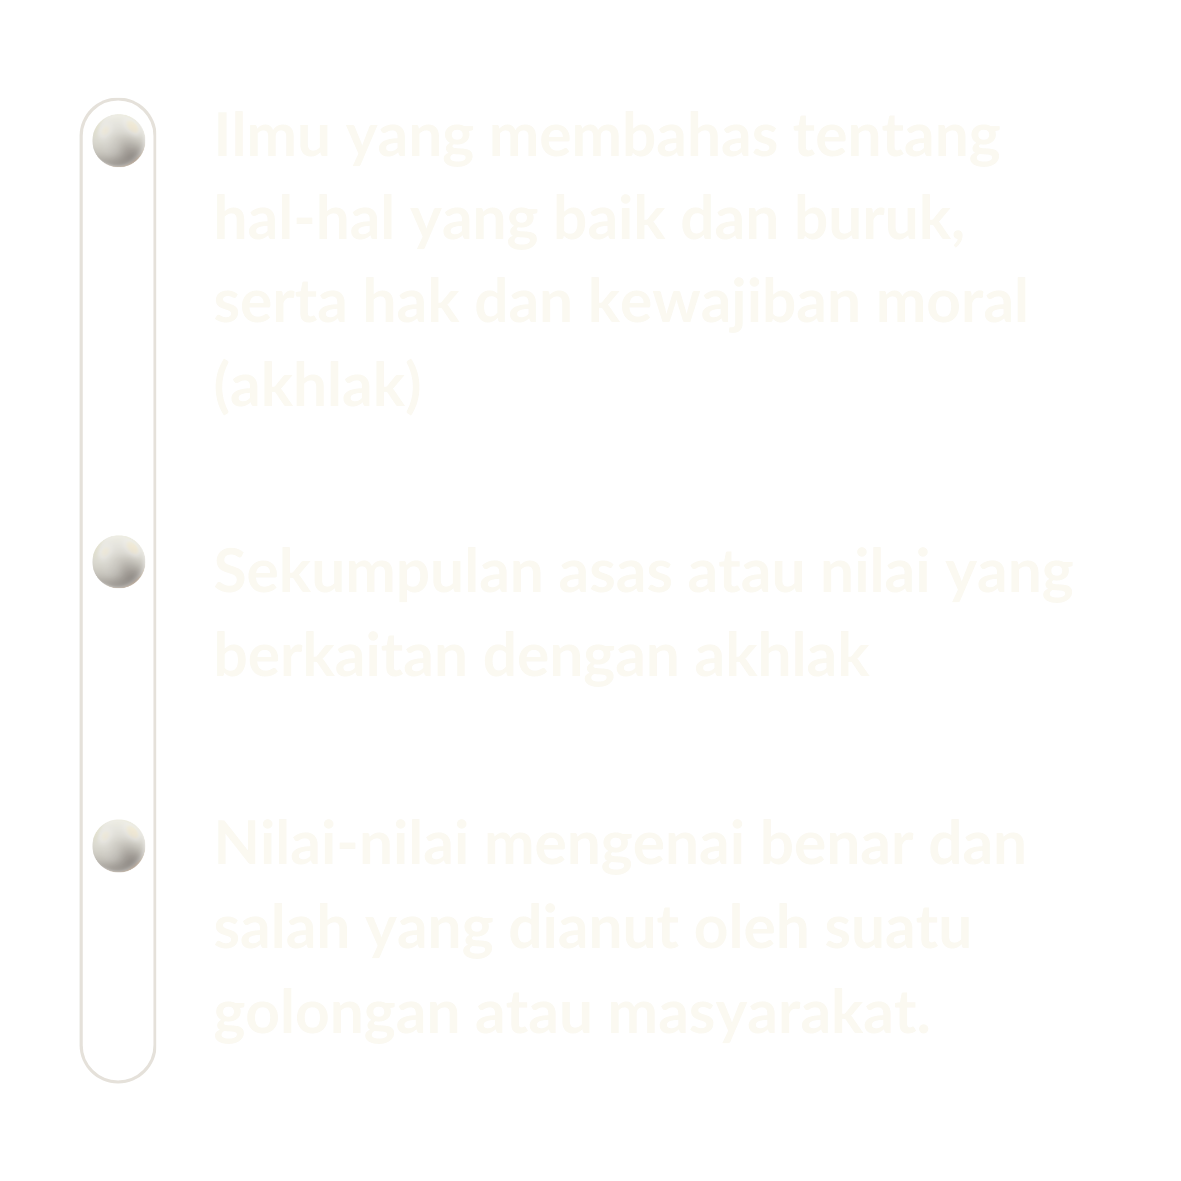 Ilmu yang membahas tentang
hal-hal yang baik dan buruk,
serta hak dan kewajiban moral
(akhlak)
Sekumpulan asas atau nilai yang
berkaitan dengan akhlak
Nilai-nilai mengenai benar dan
salah yang dianut oleh suatu
golongan atau masyarakat.